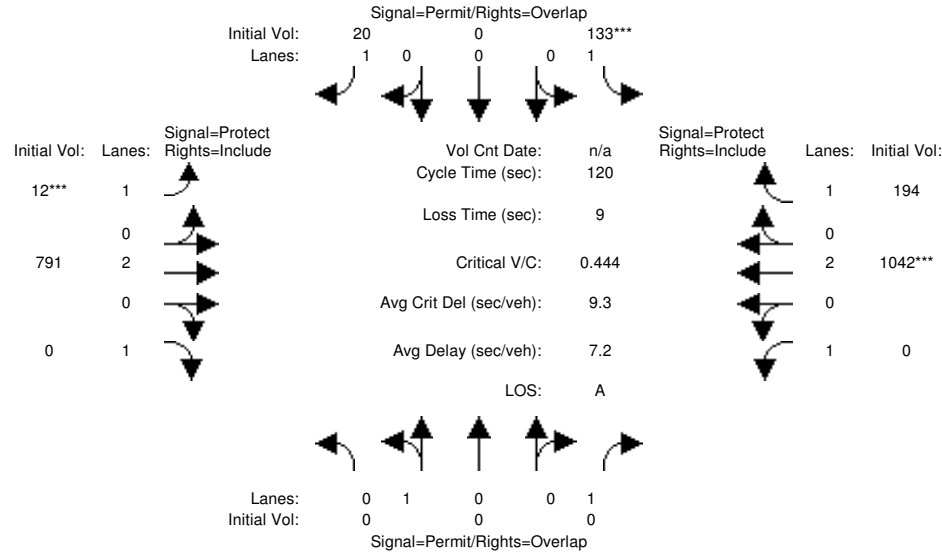 Signal=Permit/Rights=Overlap
Initial Vol: 20 0 133***
Lanes: 1 0 0 0 1
Signal=Protect
Rights=Include
Initial Vol: Lanes:
12*** 1
0
791 2
0
0 1
Vol Cnt Date: n/a
Cycle Time (sec): 120
Loss Time (sec): 9
Critical V/C: 0.444
Avg Crit Del (sec/veh): 9.3
Avg Delay (sec/veh): 7.2
LOS: A
Signal=Protect
Rights=Include
Lanes: Initial Vol:
1 194
0
2 1042***
0
1 0
Lanes: 0 1 0 0 1
Initial Vol: 0 0 0
Signal=Permit/Rights=Overlap